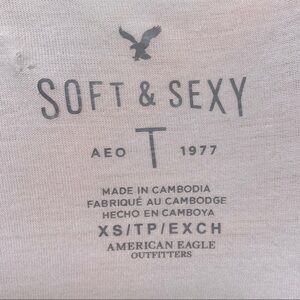 SOFT & SEXY
AEO T 1977
MADE IN CAMBODIA
FABRIQUÉ AU CAMBODGE
HECHO EN CAMBOYA
XS/TP/EXCH
AMERICAN EAGLE
OUTFITTERS